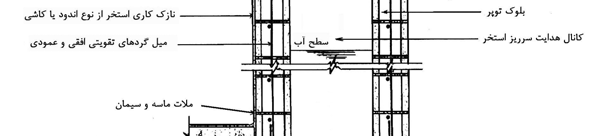 بلوک توپر
نازک کاری استخر از نوع اندود یا کاشی
کانال هدایت سرریز استخر
سطح آب
میل گردهای تقویتی افقی و عمودی
ملات ماسه و سیمان